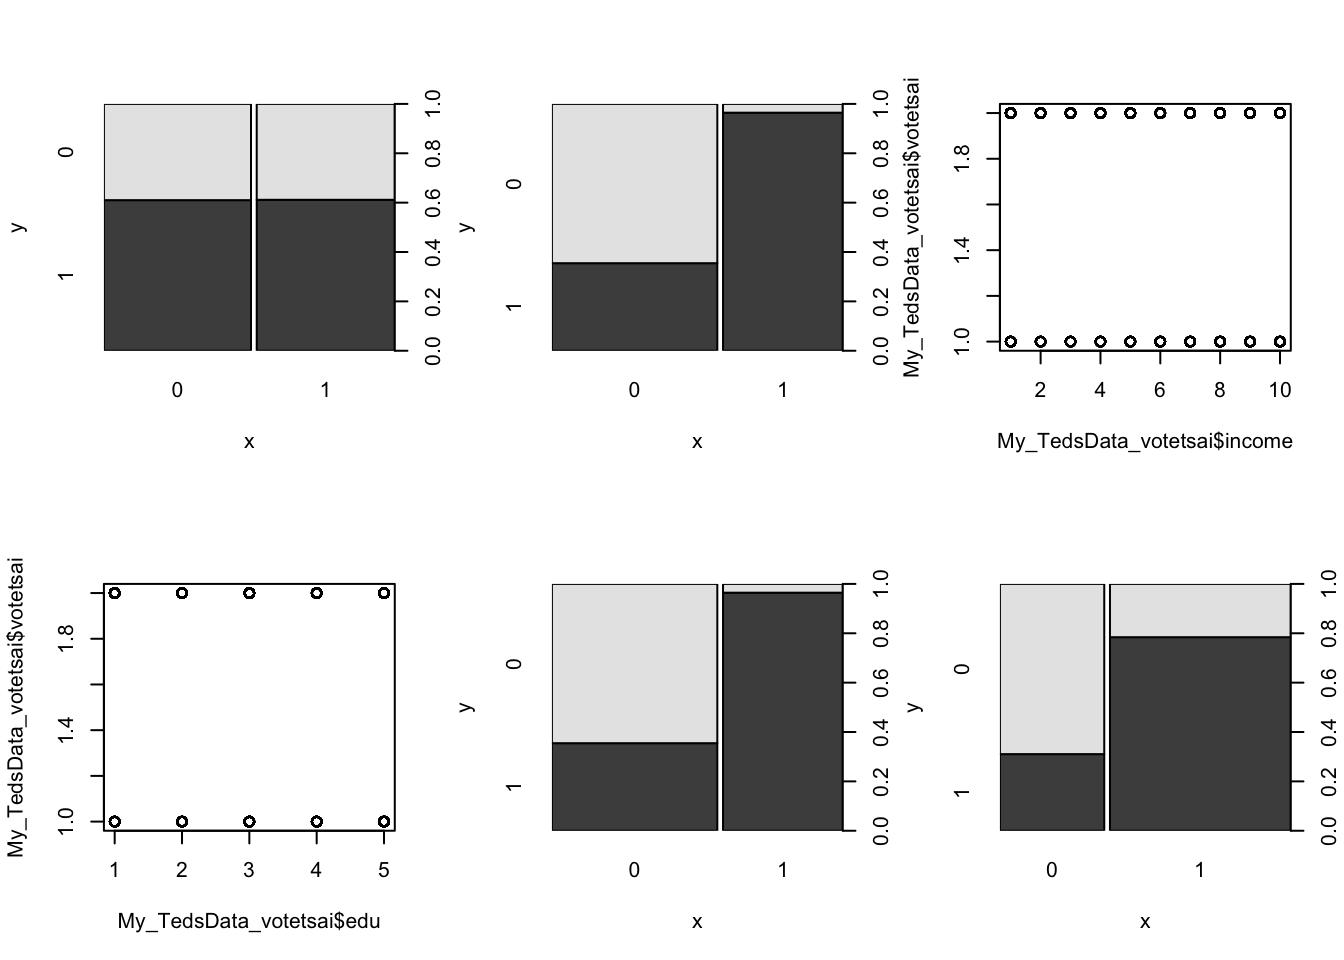 y
0
1
0.0 0.2 0.4 0.6 0.8 1.0
0 1
x
y
0
1
0.0 0.2 0.4 0.6 0.8 1.0
0 1
x
My_TedsData_votetsai$votetsai
1.0 1.4 1.8
2 4 6 8 10
My_TedsData_votetsai$income
My_TedsData_votetsai$votetsai
1.0 1.4 1.8
1 2 3 4 5
My_TedsData_votetsai$edu
y
0
1
0.0 0.2 0.4 0.6 0.8 1.0
0 1
x
y
0
1
0.0 0.2 0.4 0.6 0.8 1.0
0 1
x